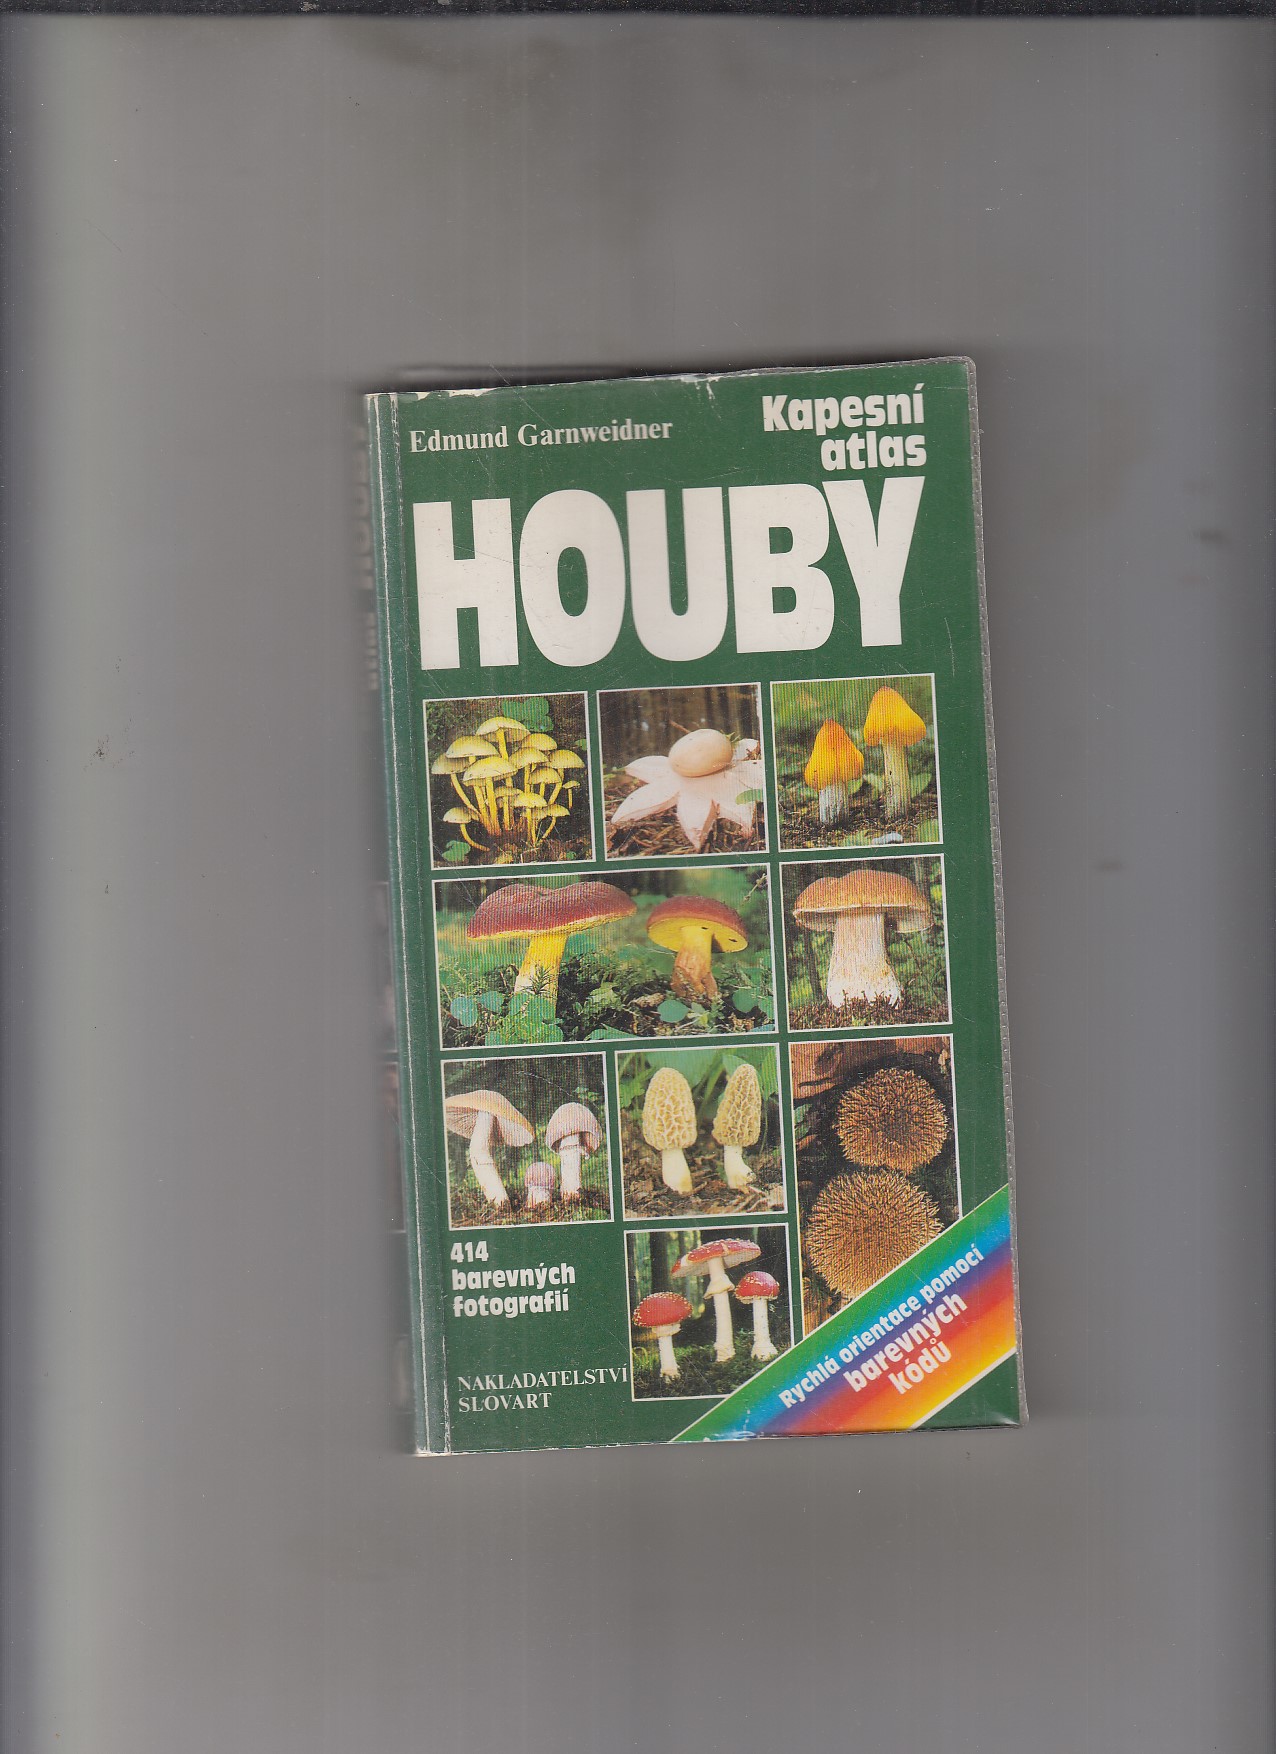 Edmund Garnweidner
Kapesní
atlas
HOUBY
414
barevných
fotografií
NAKLADATELSTVÍ
SLOVART
Rychlá orientace pomocí
barevných
kódů